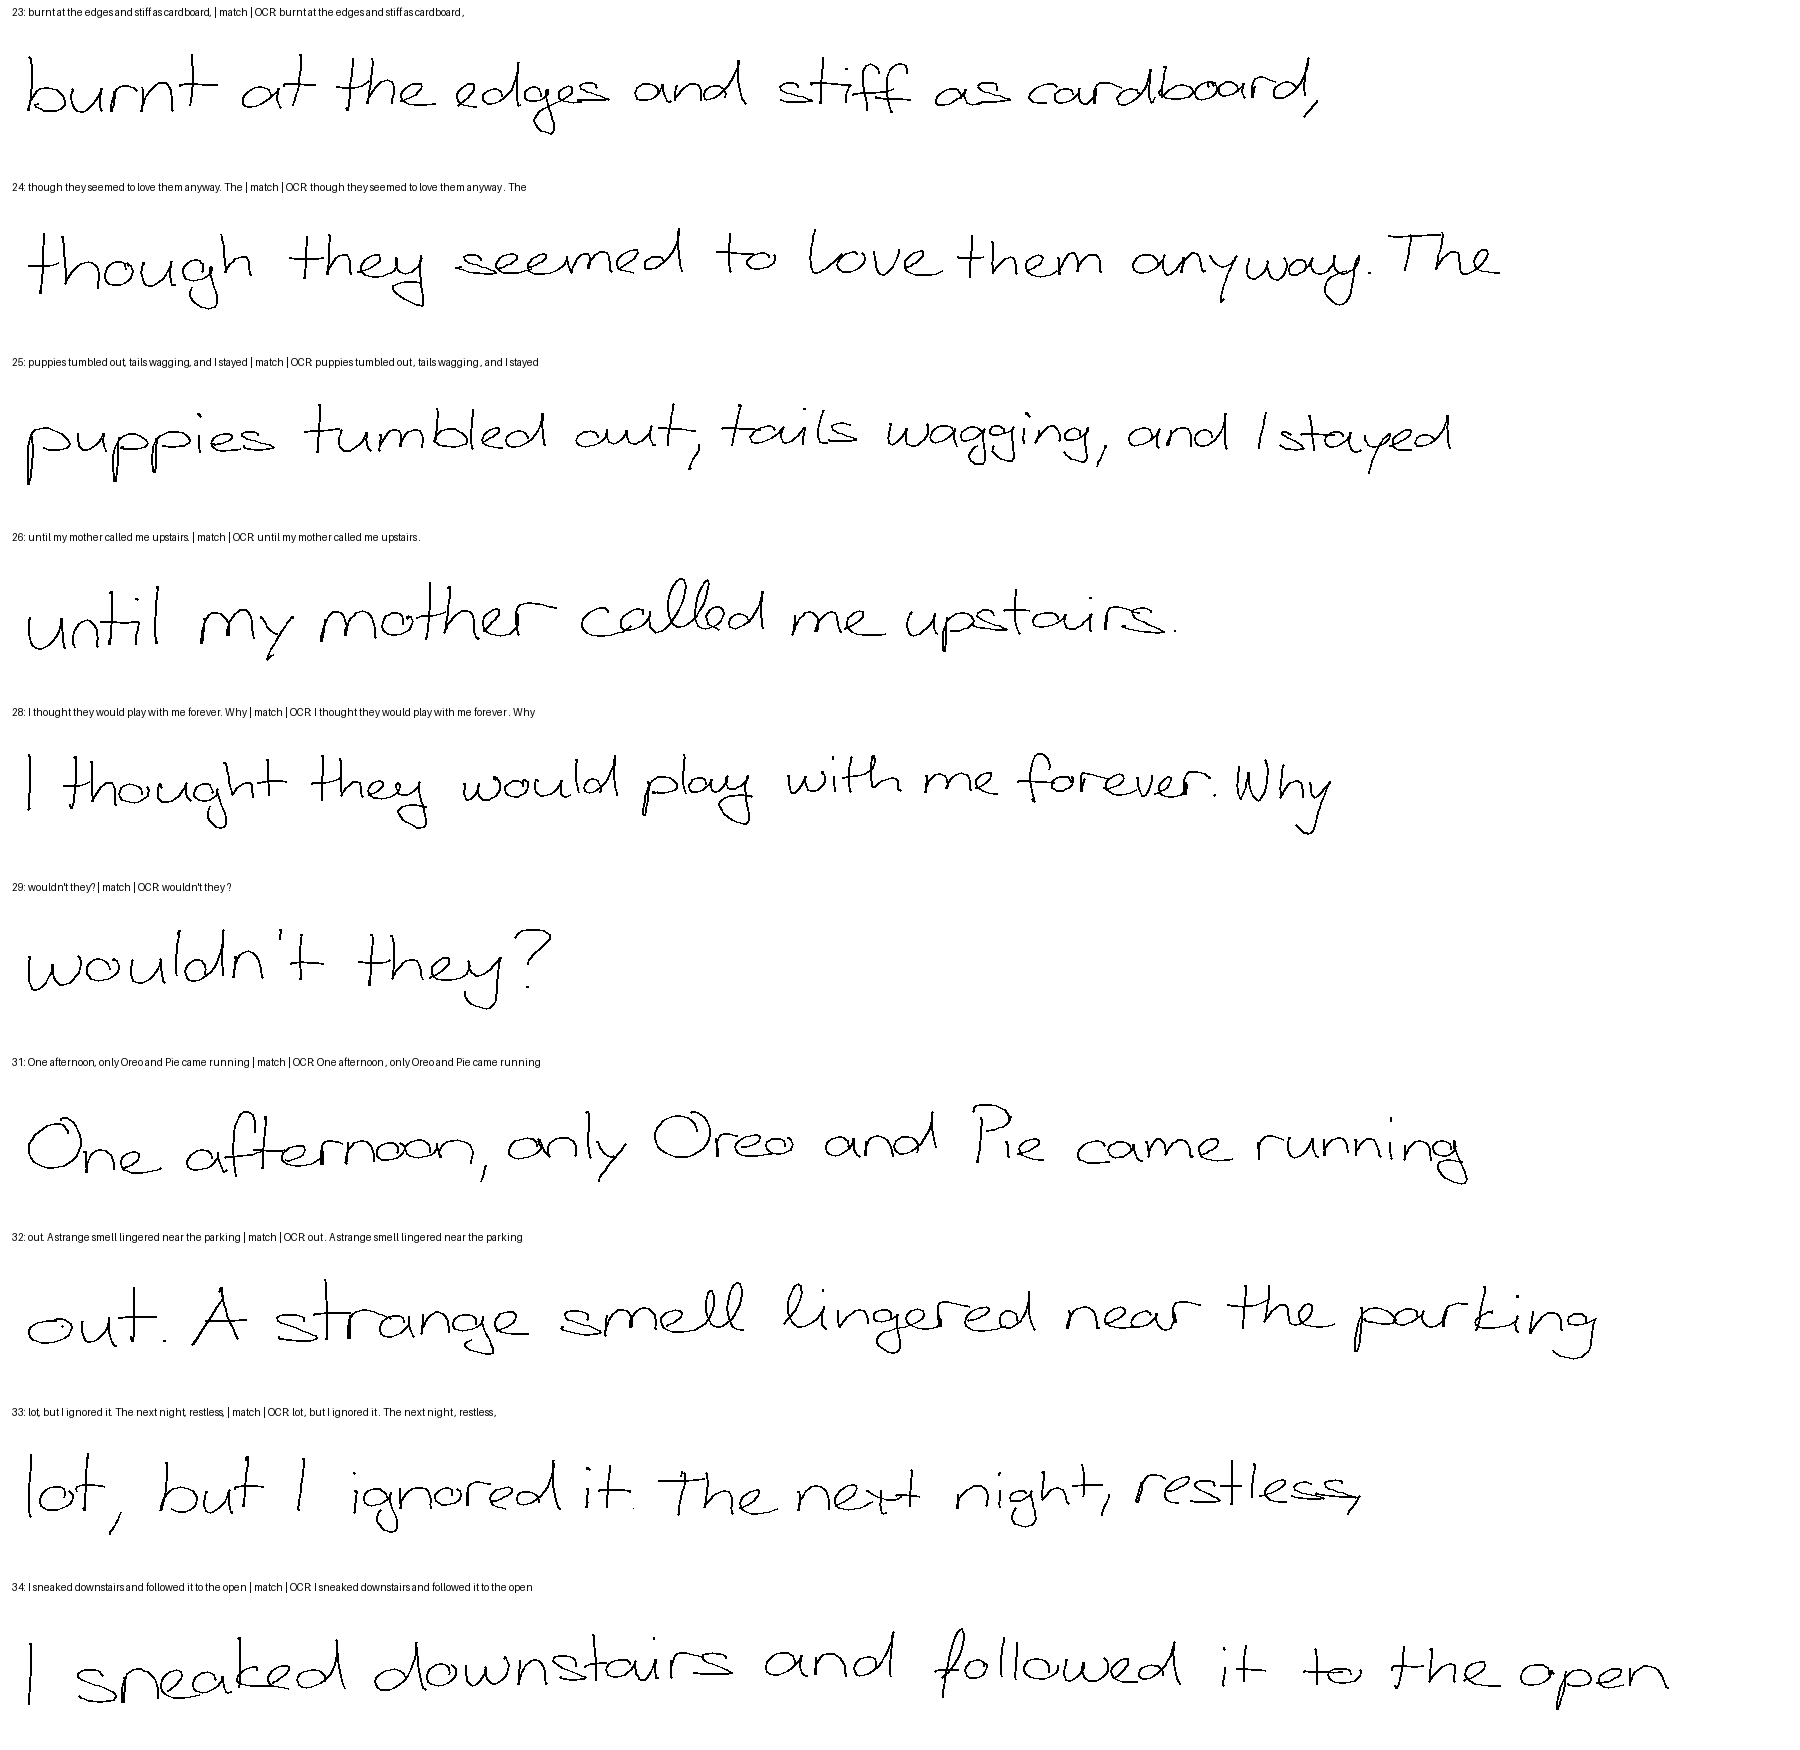 23: burnt at the edges and stiff as cardboard, | match | OCR: burnt at the edges and stiff as cardboard ,
burnt at the edges and stiff as cardboard,
24: though they seemed to love them anyway. The | match | OCR: though they seemed to love them anyway . The
though they seemed to love them anyway. The
25: puppies tumbled out, tails wagging, and I stayed | match | OCR: puppies tumbled out , tails wagging , and I stayed
puppies tumbled out, tails wagging, and I stayed
26: until my mother called me upstairs. | match | OCR: until my mother called me upstairs .
until my mother called me upstairs.
28: I thought they would play with me forever. Why | match | OCR: I thought they would play with me forever . Why
I thought they would play with me forever. Why
29: wouldn't they? | match | OCR: wouldn't they ?
wouldn't they?
31: One afternoon, only Oreo and Pie came running | match | OCR: One afternoon , only Oreo and Pie came running
One afternoon, only Oreo and Pie came running
32: out. A strange smell lingered near the parking | match | OCR: out . A strange smell lingered near the parking
out. A strange smell lingered near the parking
33: lot, but I ignored it. The next night, restless, | match | OCR: lot , but I ignored it . The next night , restless ,
lot, but I ignored it. The next night, restless,
34: I sneaked downstairs and followed it to the open | match | OCR: I sneaked downstairs and followed it to the open
I sneaked downstairs and followed it to the open